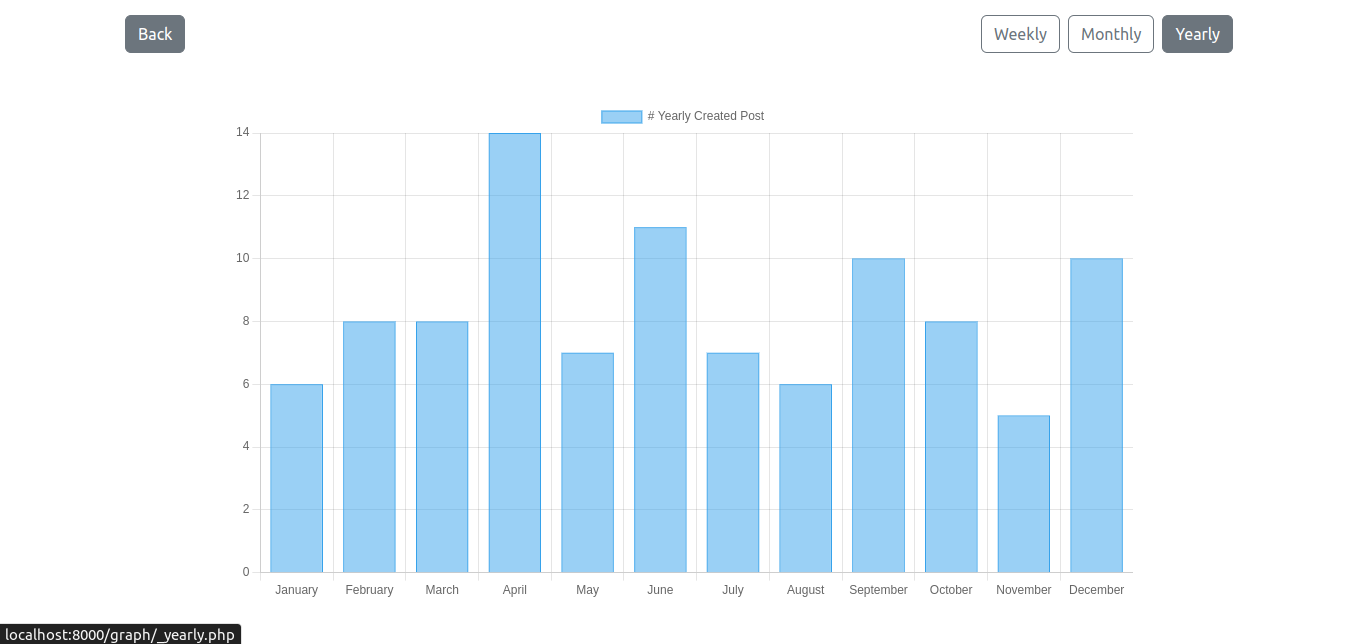 Back
Weekly Monthly Yearly
# Yearly Created Post
14
12
10
8
6
4
2
0
January February March April May June July August September October November December
localhost:8000/graph/_yearly.php